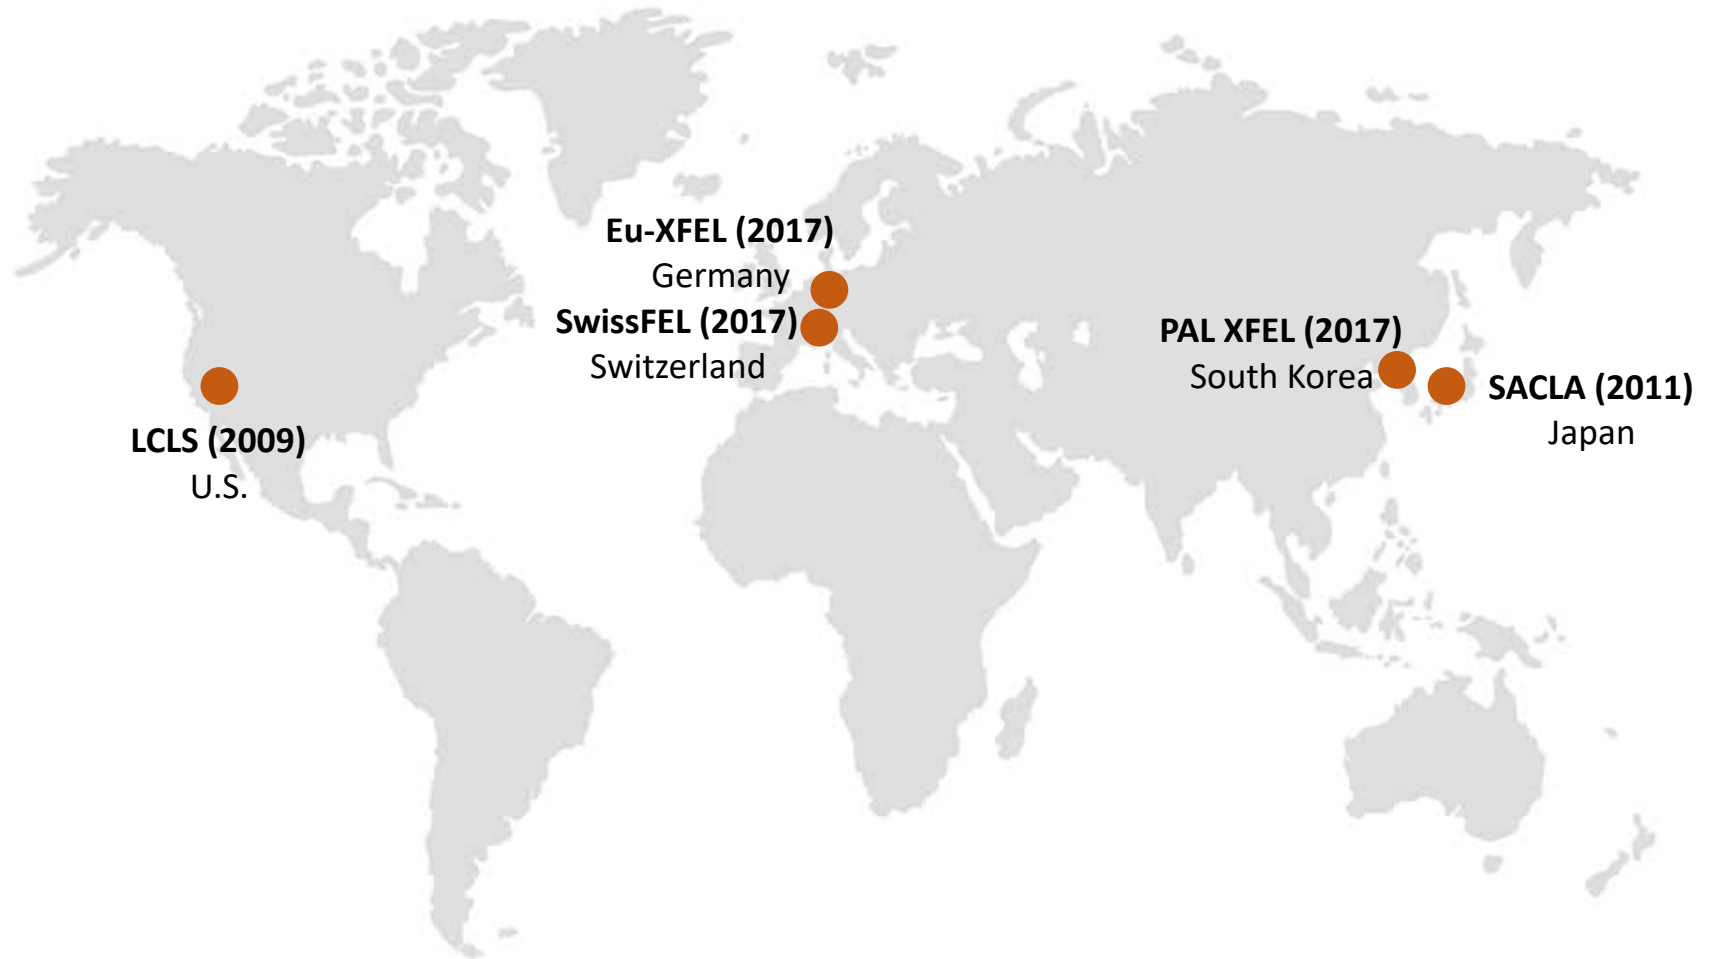 Eu-XFEL (2017)
Germany
SwissFEL (2017)
Switzerland
LCLS (2009)
U.S.
PAL XFEL (2017)
South Korea
SACLA (2011)
Japan